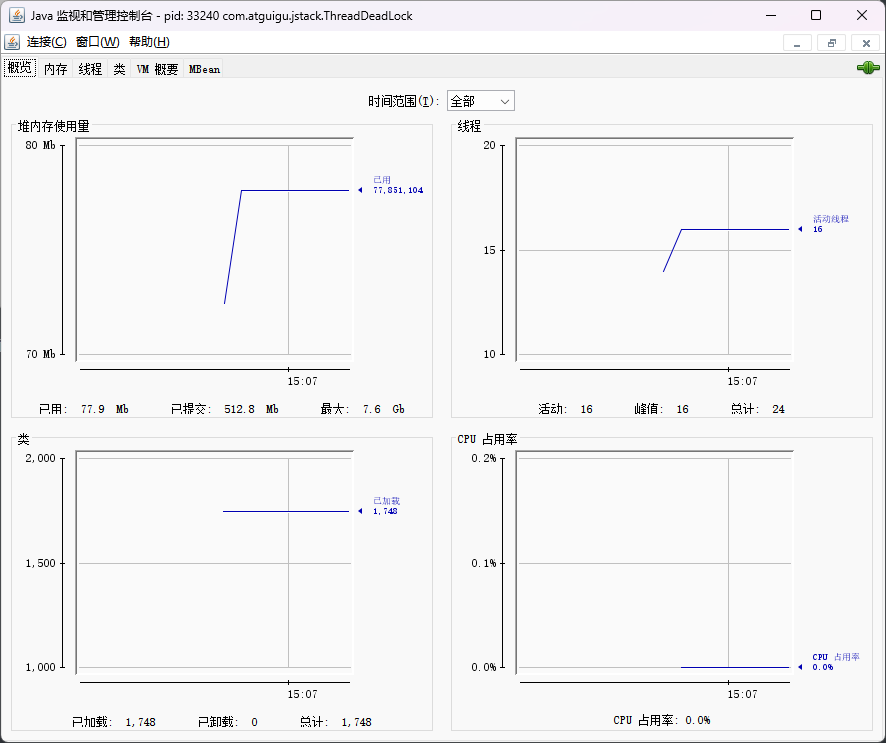 Java 监视和管理控制台 - pid: 33240 com.atguigu.jstack.ThreadDeadLock
连接(C) 窗口(W) 帮助(H)
概览 内存 线程 类 VM 概要 MBean
时间范围(T): 全部
堆内存使用量
80 Mb
已用
77,851,104
70 Mb
15:07
已用: 77.9 Mb 已提交: 512.8 Mb 最大: 7.6 Gb
线程
20
活动线程
16
15
10
15:07
活动: 16 峰值: 16 总计: 24
类
2,000
已加载
1,748
1,500
1,000
15:07
已加载: 1,748 已卸载: 0 总计: 1,748
CPU 占用率
0.2%
0.1%
CPU 占用率
0.0%
0.0%
15:07
CPU 占用率: 0.0%